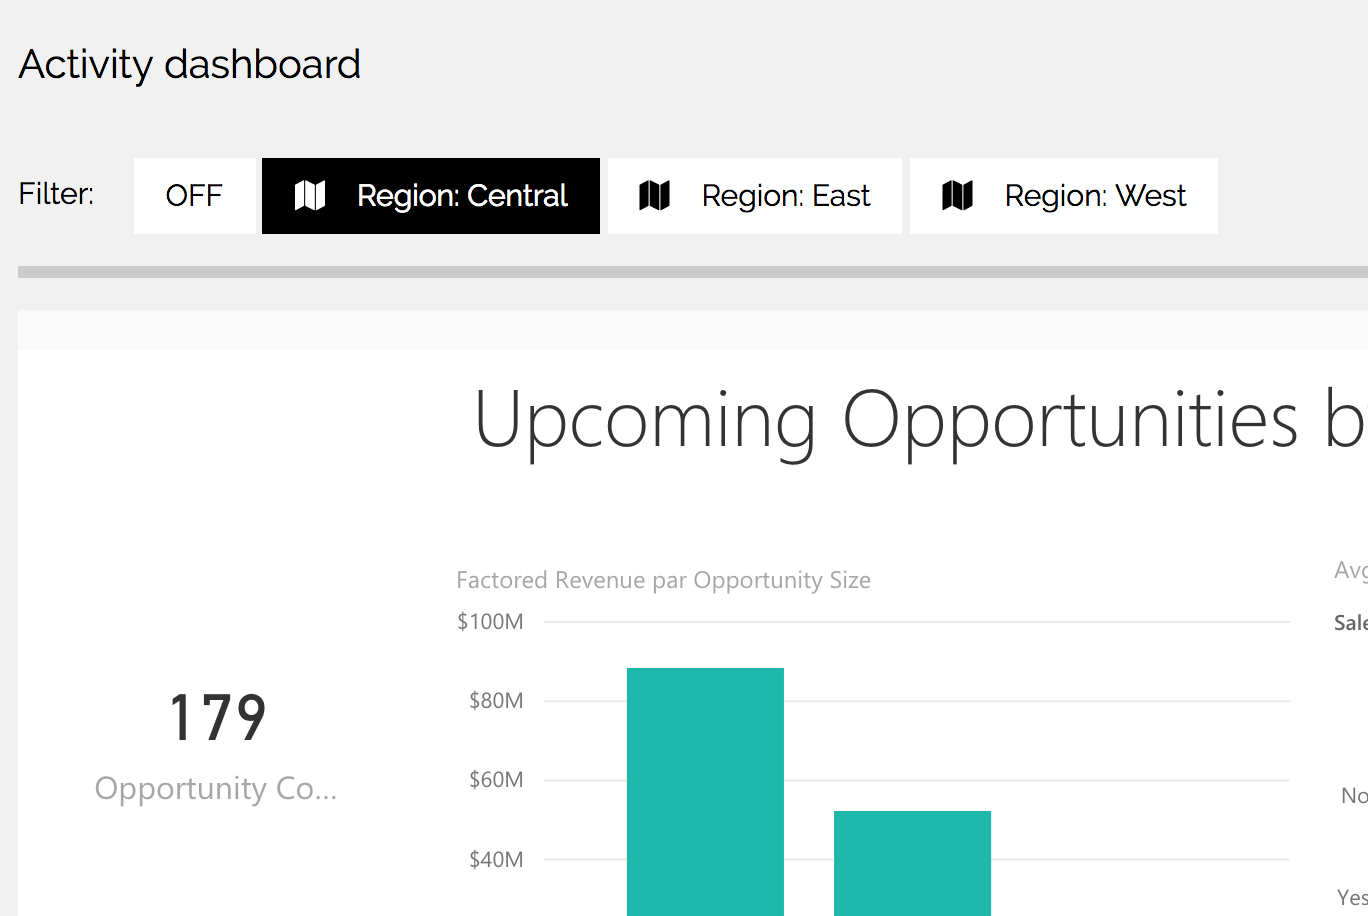 Activity dashboard
Filter: OFF Region: Central Region: East Region: West
Upcoming Opportunities
Factored Revenue par Opportunity Size
$100M
$80M
$60M
$40M
179
Opportunity Co...
Avg
Sale
No
Yes